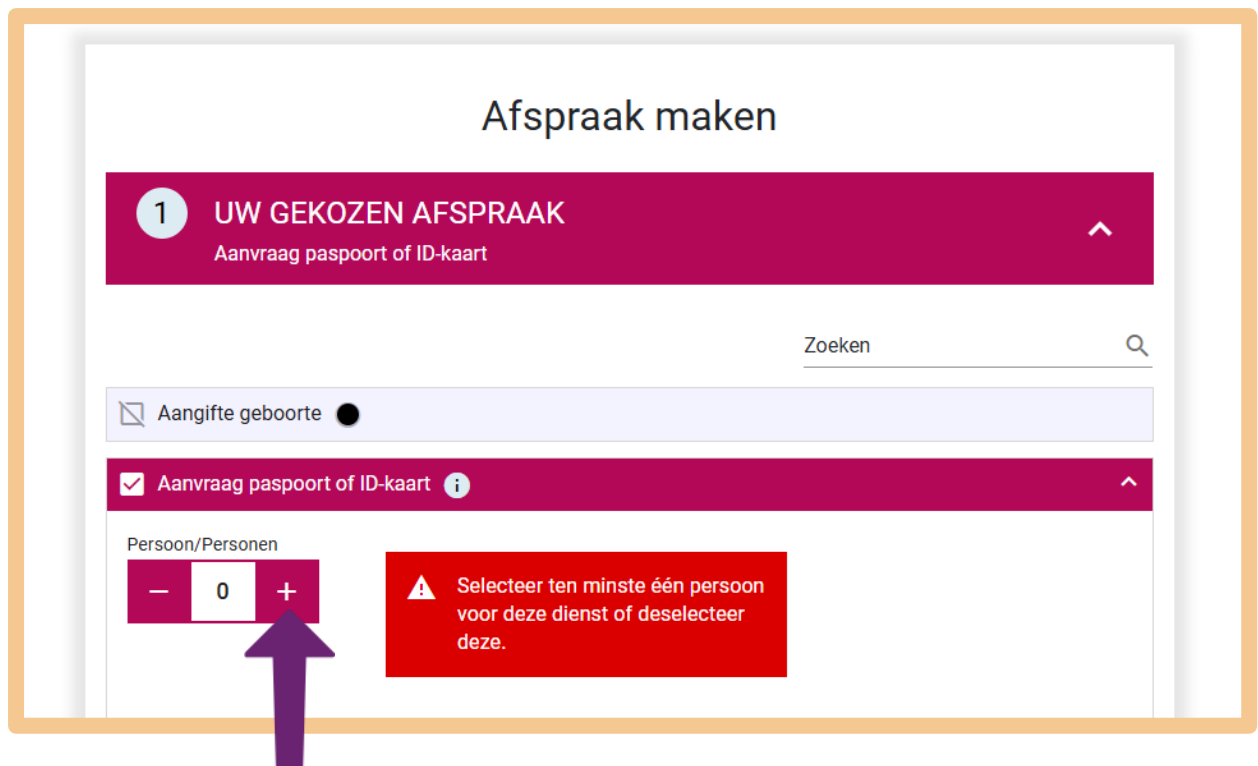 Afspraak maken
1
UW GEKOZEN AFSPRAAK
Aanvraag paspoort of ID-kaart
Zoeken
Aangifte geboorte
Aanvraag paspoort of ID-kaart i
Persoon/Personen
− 0 +
Selecteer ten minste één persoon
voor deze dienst of deselecteer
deze.